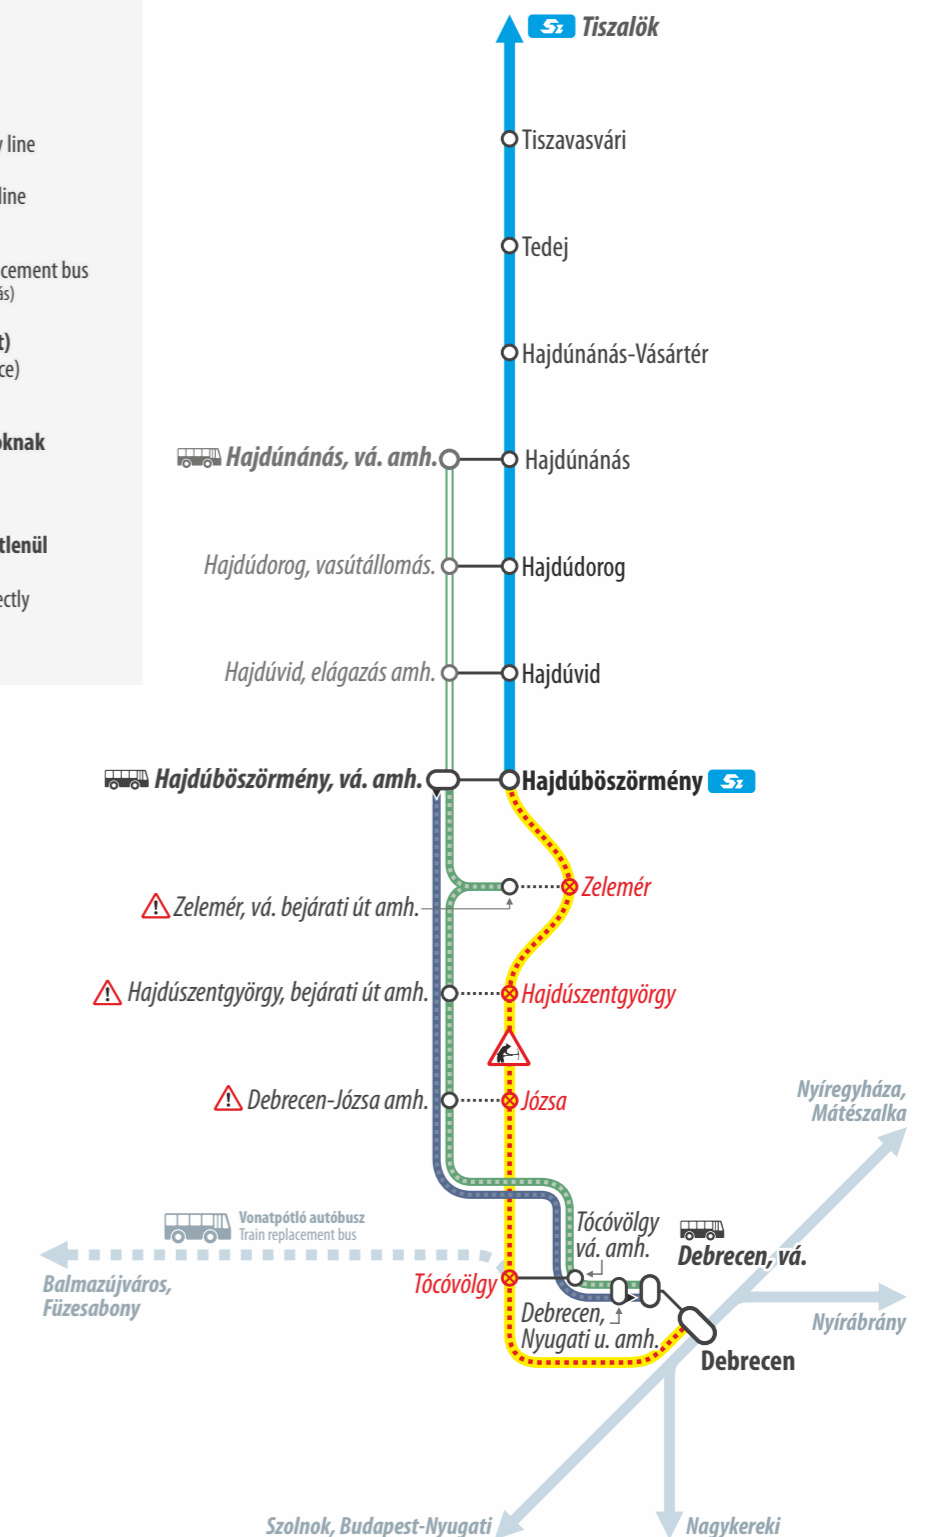 y line
line
cement bus
ás)
t)
ce)
oknak
tlenül
ectly
Sz Tiszalök
Tiszavasvári
Tedej
Hajdúnánás-Vásártér
Hajdúnánás, vá. amh.
Hajdúnánás
Hajdúdorog, vasútállomás.
Hajdúdorog
Hajdúvid, elágazás amh.
Hajdúvid
Hajdúböszörmény, vá. amh.
Hajdúböszörmény Sz
Zelemér
Zelemér, vá. bejárati út amh.
Hajdúszentgyörgy, bejárati út amh.
Hajdúszentgyörgy
Debrecen-Józsa amh.
Józsa
Nyíregyháza,
Mátészalka
Vonatpótló autóbusz
Train replacement bus
Tócóvölgy
vá. amh.
Debrecen, vá.
Balmazújváros,
Füzesabony
Tócóvölgy
Debrecen,
Nyugati u. amh.
Nyírábrány
Debrecen
Szolnok, Budapest-Nyugati
Nagykereki